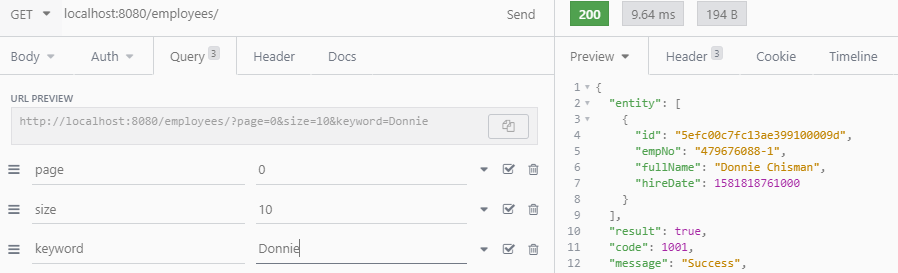 GET localhost:8080/employees/ Send
200 9.64 ms 194 B
Body Auth Query 3 Header Docs
Preview Header 3 Cookie Timeline
URL PREVIEW
http://localhost:8080/employees/?page=0&size=10&keyword=Donnie
page 0
size 10
keyword Donnie
1 {
2 "entity": [
3 {
4 "id": "5efc00c7fc13ae399100009d",
5 "empNo": "479676088-1",
6 "fullName": "Donnie Chisman",
7 "hireDate": 1581818761000
8 }
9 ],
10 "result": true,
11 "code": 1001,
12 "message": "Success",